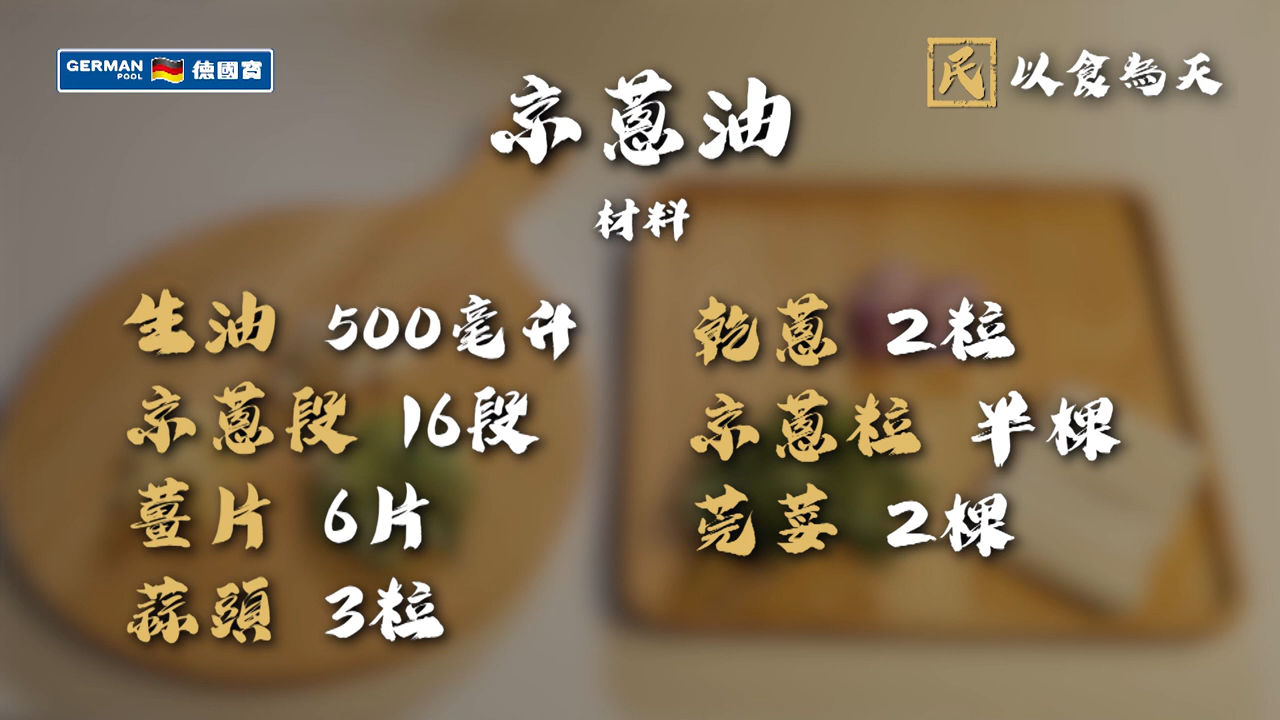 GERMAN POOL 德國寶
民以食為天
京蔥油
材料
生油 500毫升
京蔥段 16段
薑片 6片
蒜頭 3粒
乾蔥 2粒
京蔥粒 半棵
芫荽 2棵